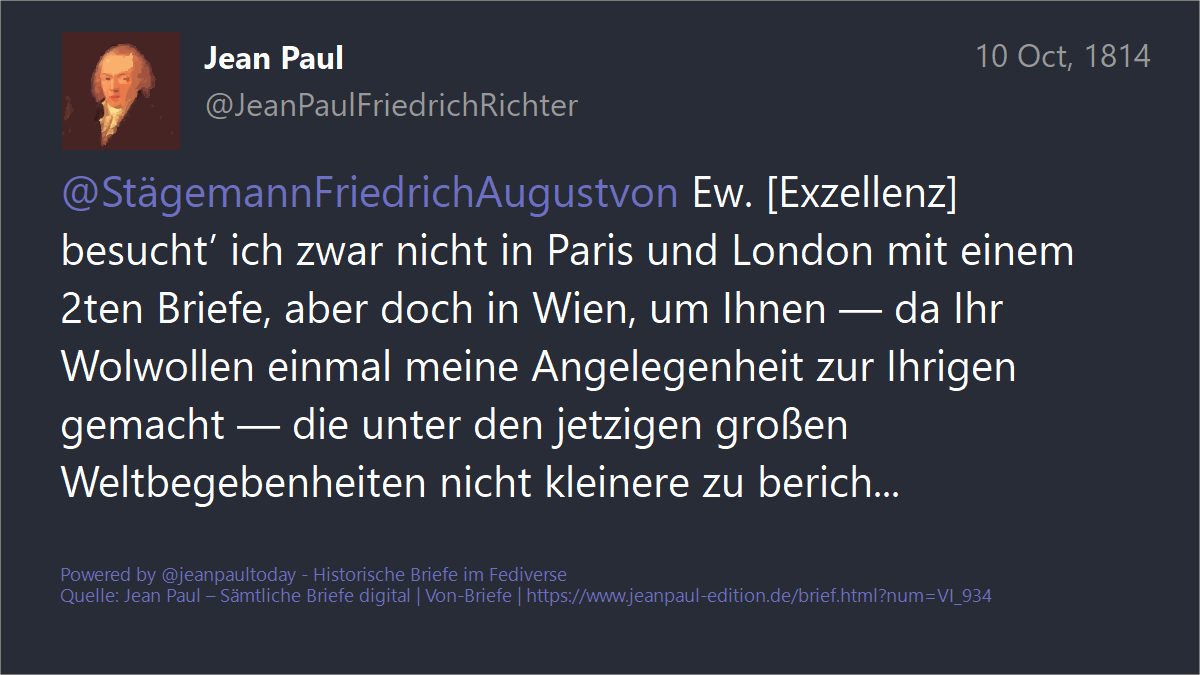 Jean Paul
10 Oct, 1814
@JeanPaulFriedrichRichter
@StägemannFriedrichAugustvon Ew. [Exzellenz]
besucht’ ich zwar nicht in Paris und London mit einem
2ten Briefe, aber doch in Wien, um Ihnen — da Ihr
Wolwollen einmal meine Angelegenheit zur Ihrigen
gemacht — die unter den jetzigen großen
Weltbegebenheiten nicht kleinere zu berich...
Powered by @jeanpaultoday - Historische Briefe im Fediverse
Quelle: Jean Paul – Sämtliche Briefe digital | Von-Briefe | https://www.jeanpaul-edition.de/brief.html?num=VI_934